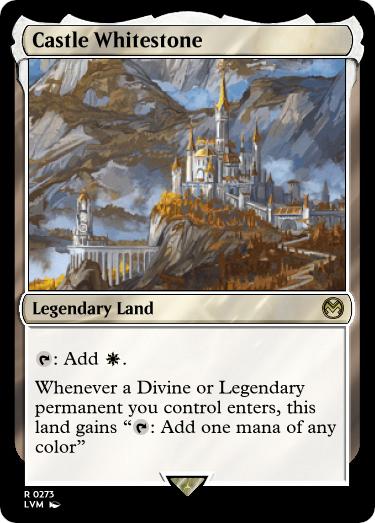 Castle Whitestone
Legendary Land
: Add .
Whenever a Divine or Legendary
permanent you control enters, this
land gains “: Add one mana of any
color”
R 0273
LVM